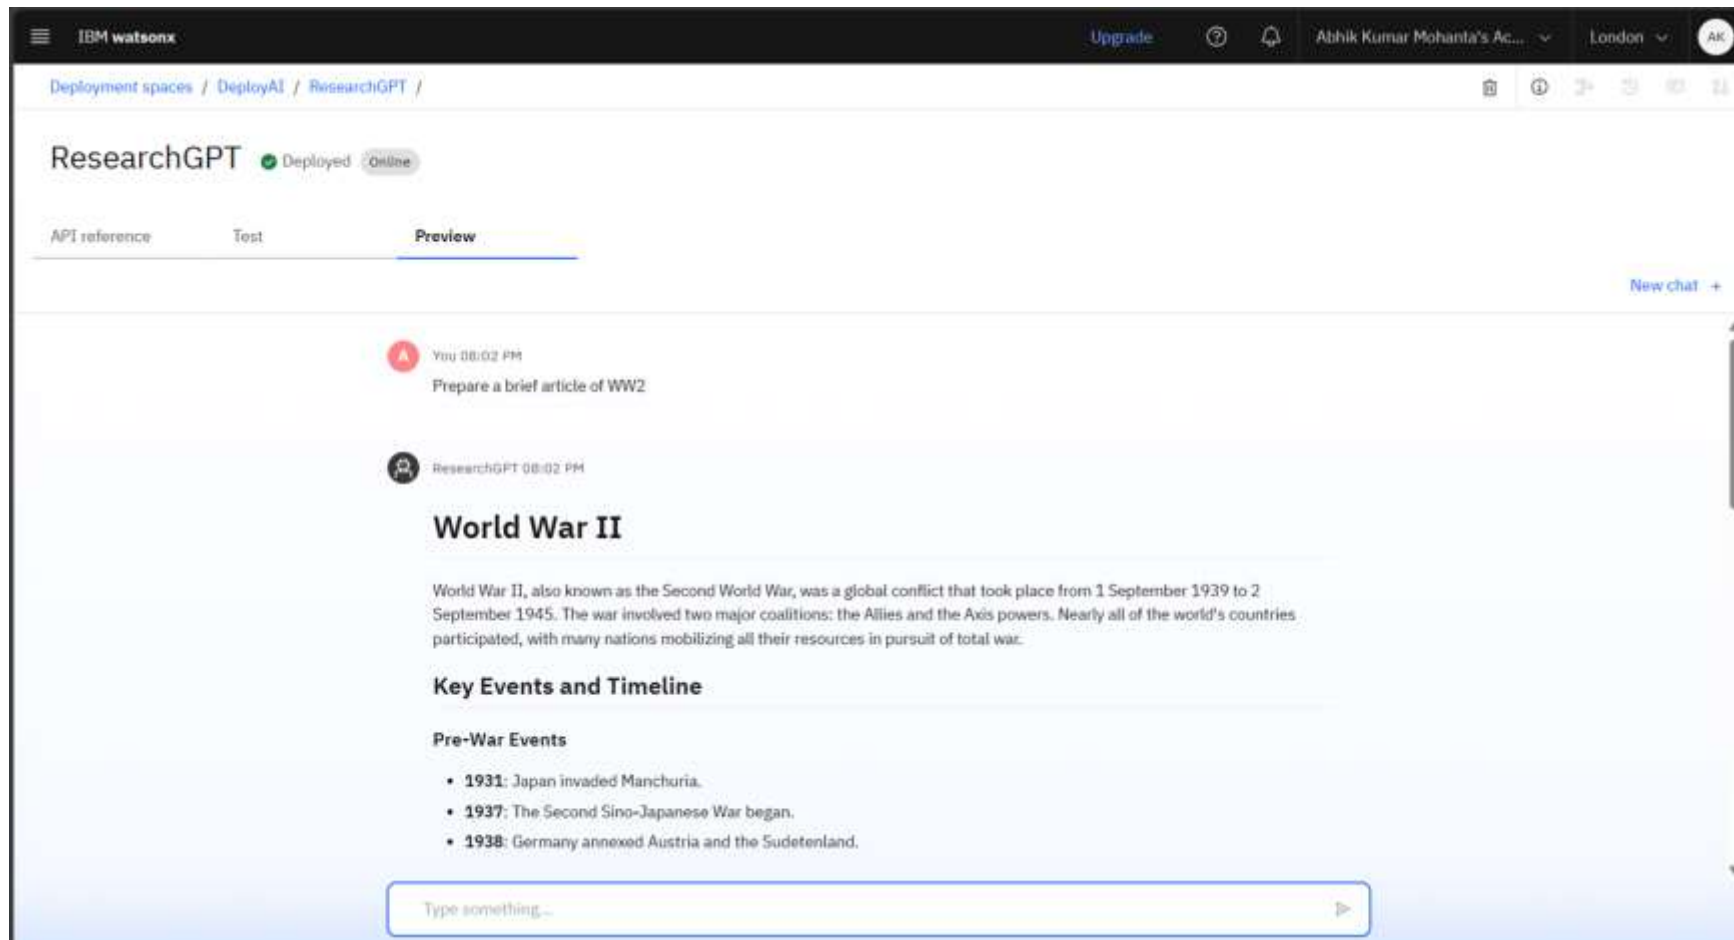 IBM watsonx
Upgrade
Abhik Kumar Mohanta's Ac...
London
AK
Deployment spaces / DeployAI / ResearchGPT /
ResearchGPT
Deployed
Online
API reference
Test
Preview
New chat +
A
You 08:02 PM
Prepare a brief article of WW2
ResearchGPT 08:02 PM
World War II
World War II, also known as the Second World War, was a global conflict that took place from 1 September 1939 to 2
September 1945. The war involved two major coalitions: the Allies and the Axis powers. Nearly all of the world's countries
participated, with many nations mobilizing all their resources in pursuit of total war.
Key Events and Timeline
Pre-War Events
• 1931: Japan invaded Manchuria.
• 1937: The Second Sino-Japanese War began.
• 1938: Germany annexed Austria and the Sudetenland.
Type something...